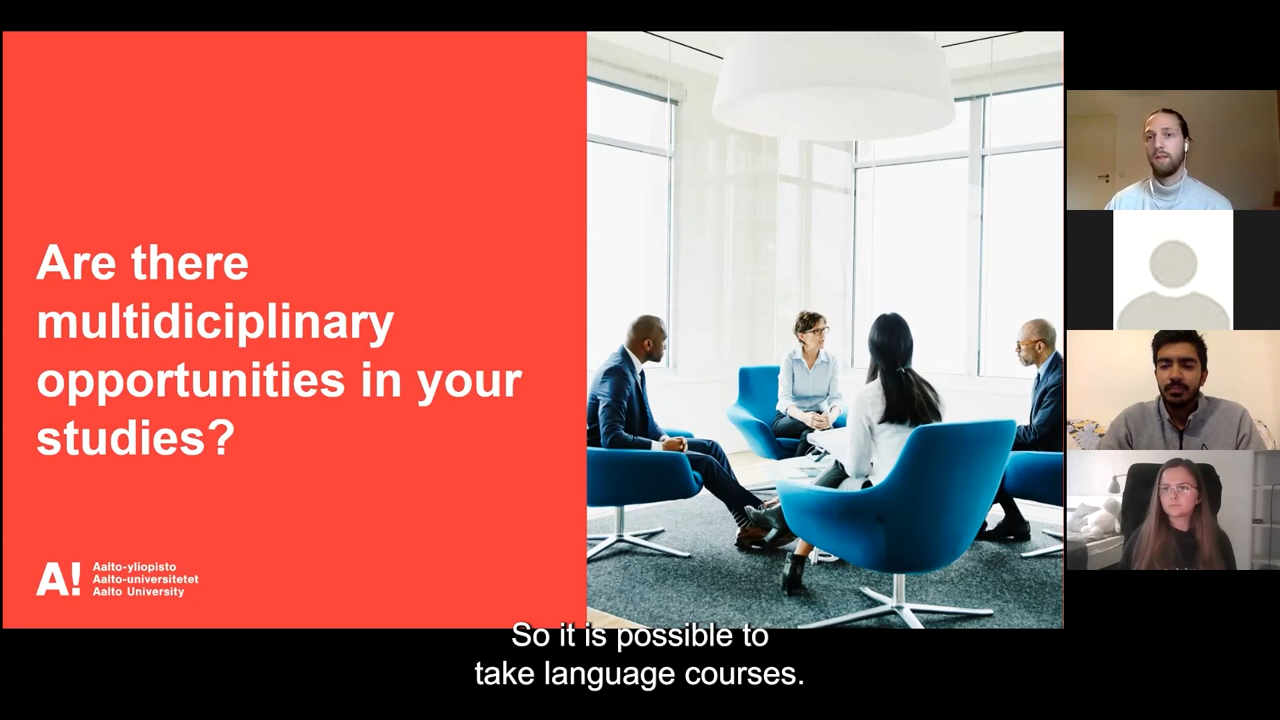 Are there
multidiciplinary
opportunities in your
studies?
A!
Aalto-yliopisto
Aalto-universitetet
Aalto University
So it is possible to
take language courses.